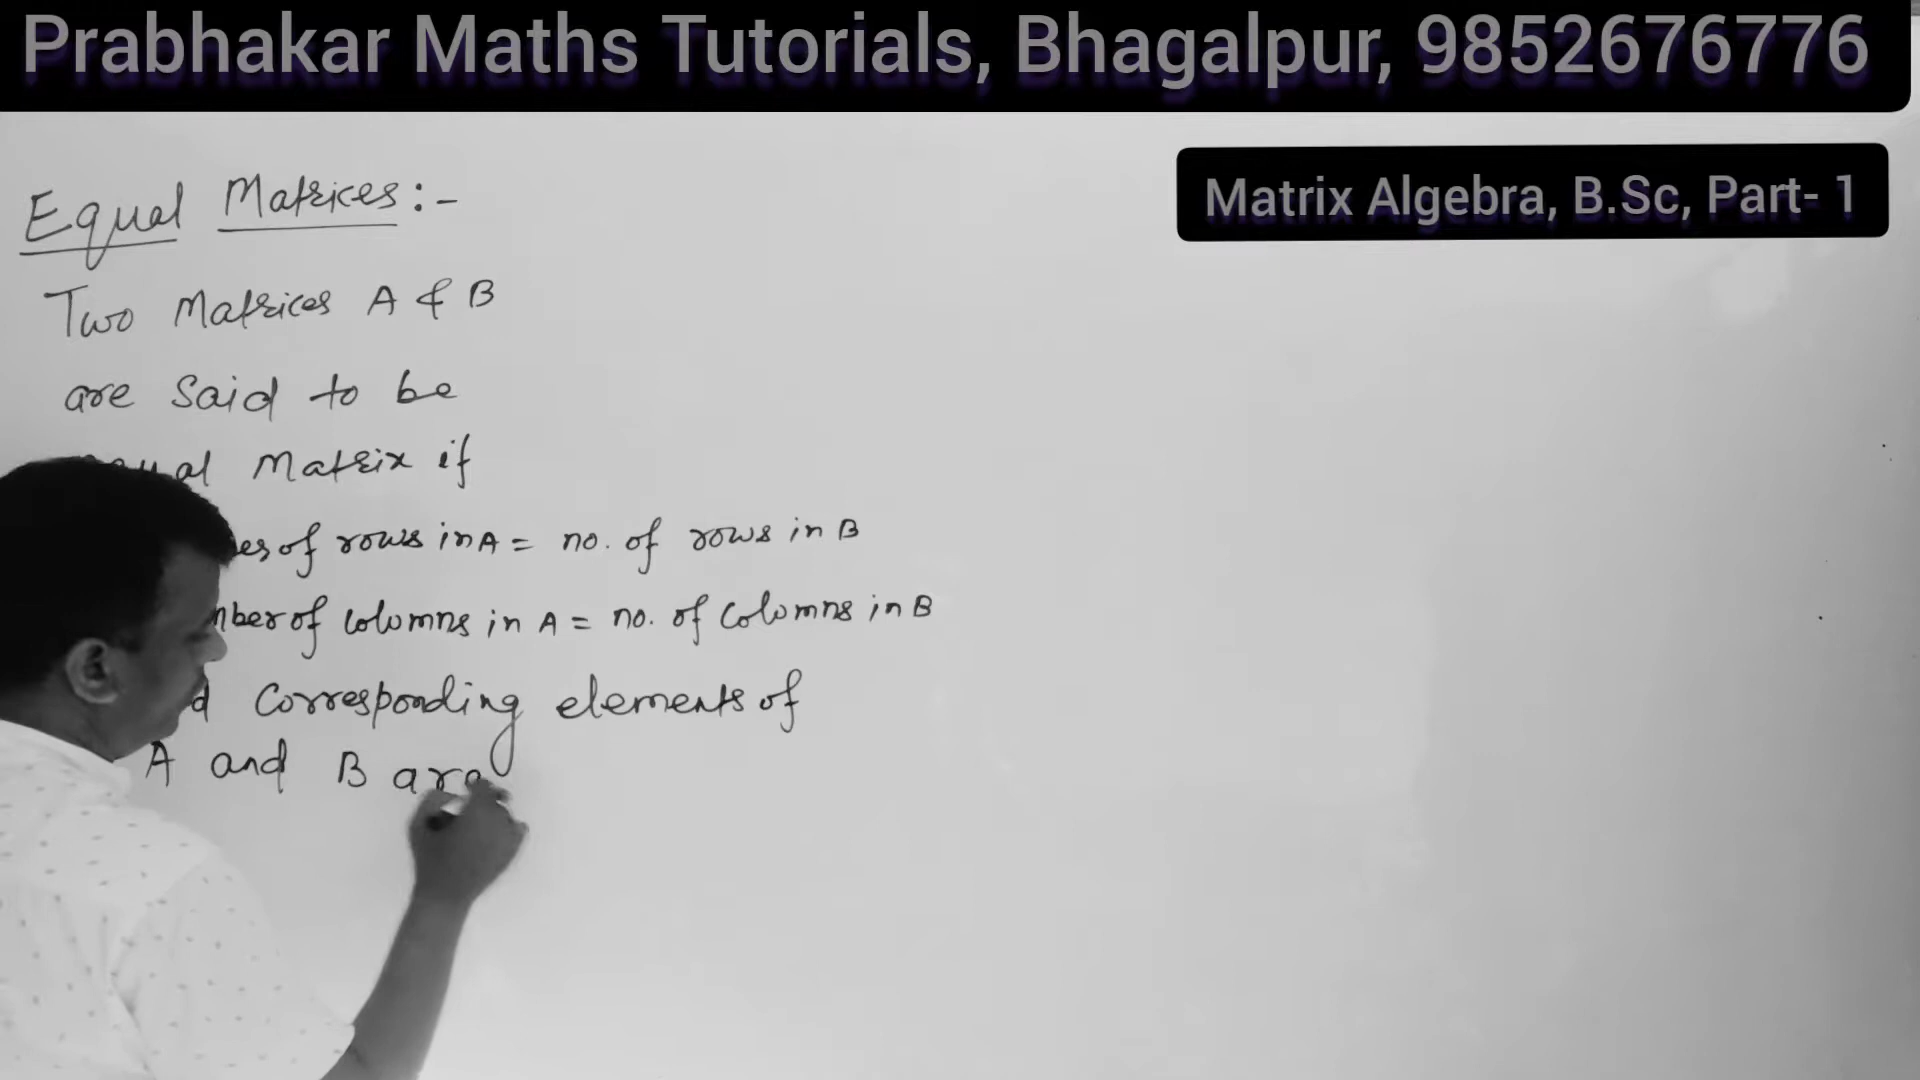 Prabhakar Maths Tutorials, Bhagalpur, 9852676776
Matrix Algebra, B.Sc, Part- 1
Equal Matrices:-
Two Matrices A & B
are said to be
Matrix if
of rows in A = no. of rows in B
of columns in A = no. of columns in B
corresponding elements of
A and B are